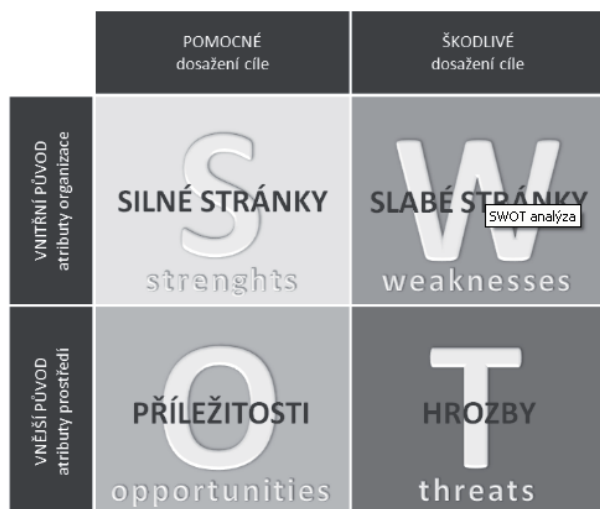 POMOCNÉ
dosažení cíle
ŠKODLIVÉ
dosažení cíle
VNITŘNÍ PŮVOD
atributy organizace
S
SILNÉ STRÁNKY
strenghts
W
SLABÉ STRÁNKY
SWOT analýza
weaknesses
VNĚJŠÍ PŮVOD
atributy prostředí
O
PŘÍLEŽITOSTI
opportunities
T
HROZBY
threats